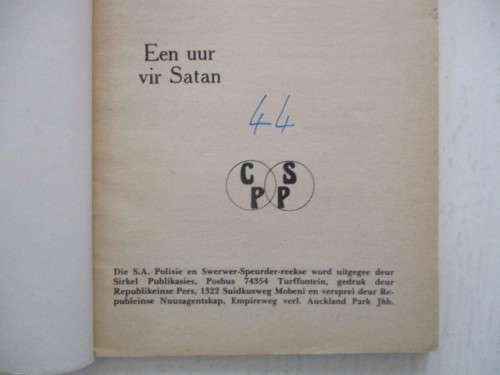 Een uur
vir Satan
44
C S
P P
Die S.A. Polisie en Swerwer-Speurder-reekse word uitgegee deur
Sirkel Publikasies, Posbus 74354 Turffontein, gedruk deur
Republikeinse Pers, 1322 Suidkusweg Mobeni en versprei deur Re-
publeinse Nuusagentskap, Empireweg verl. Auckland Park Jhb.